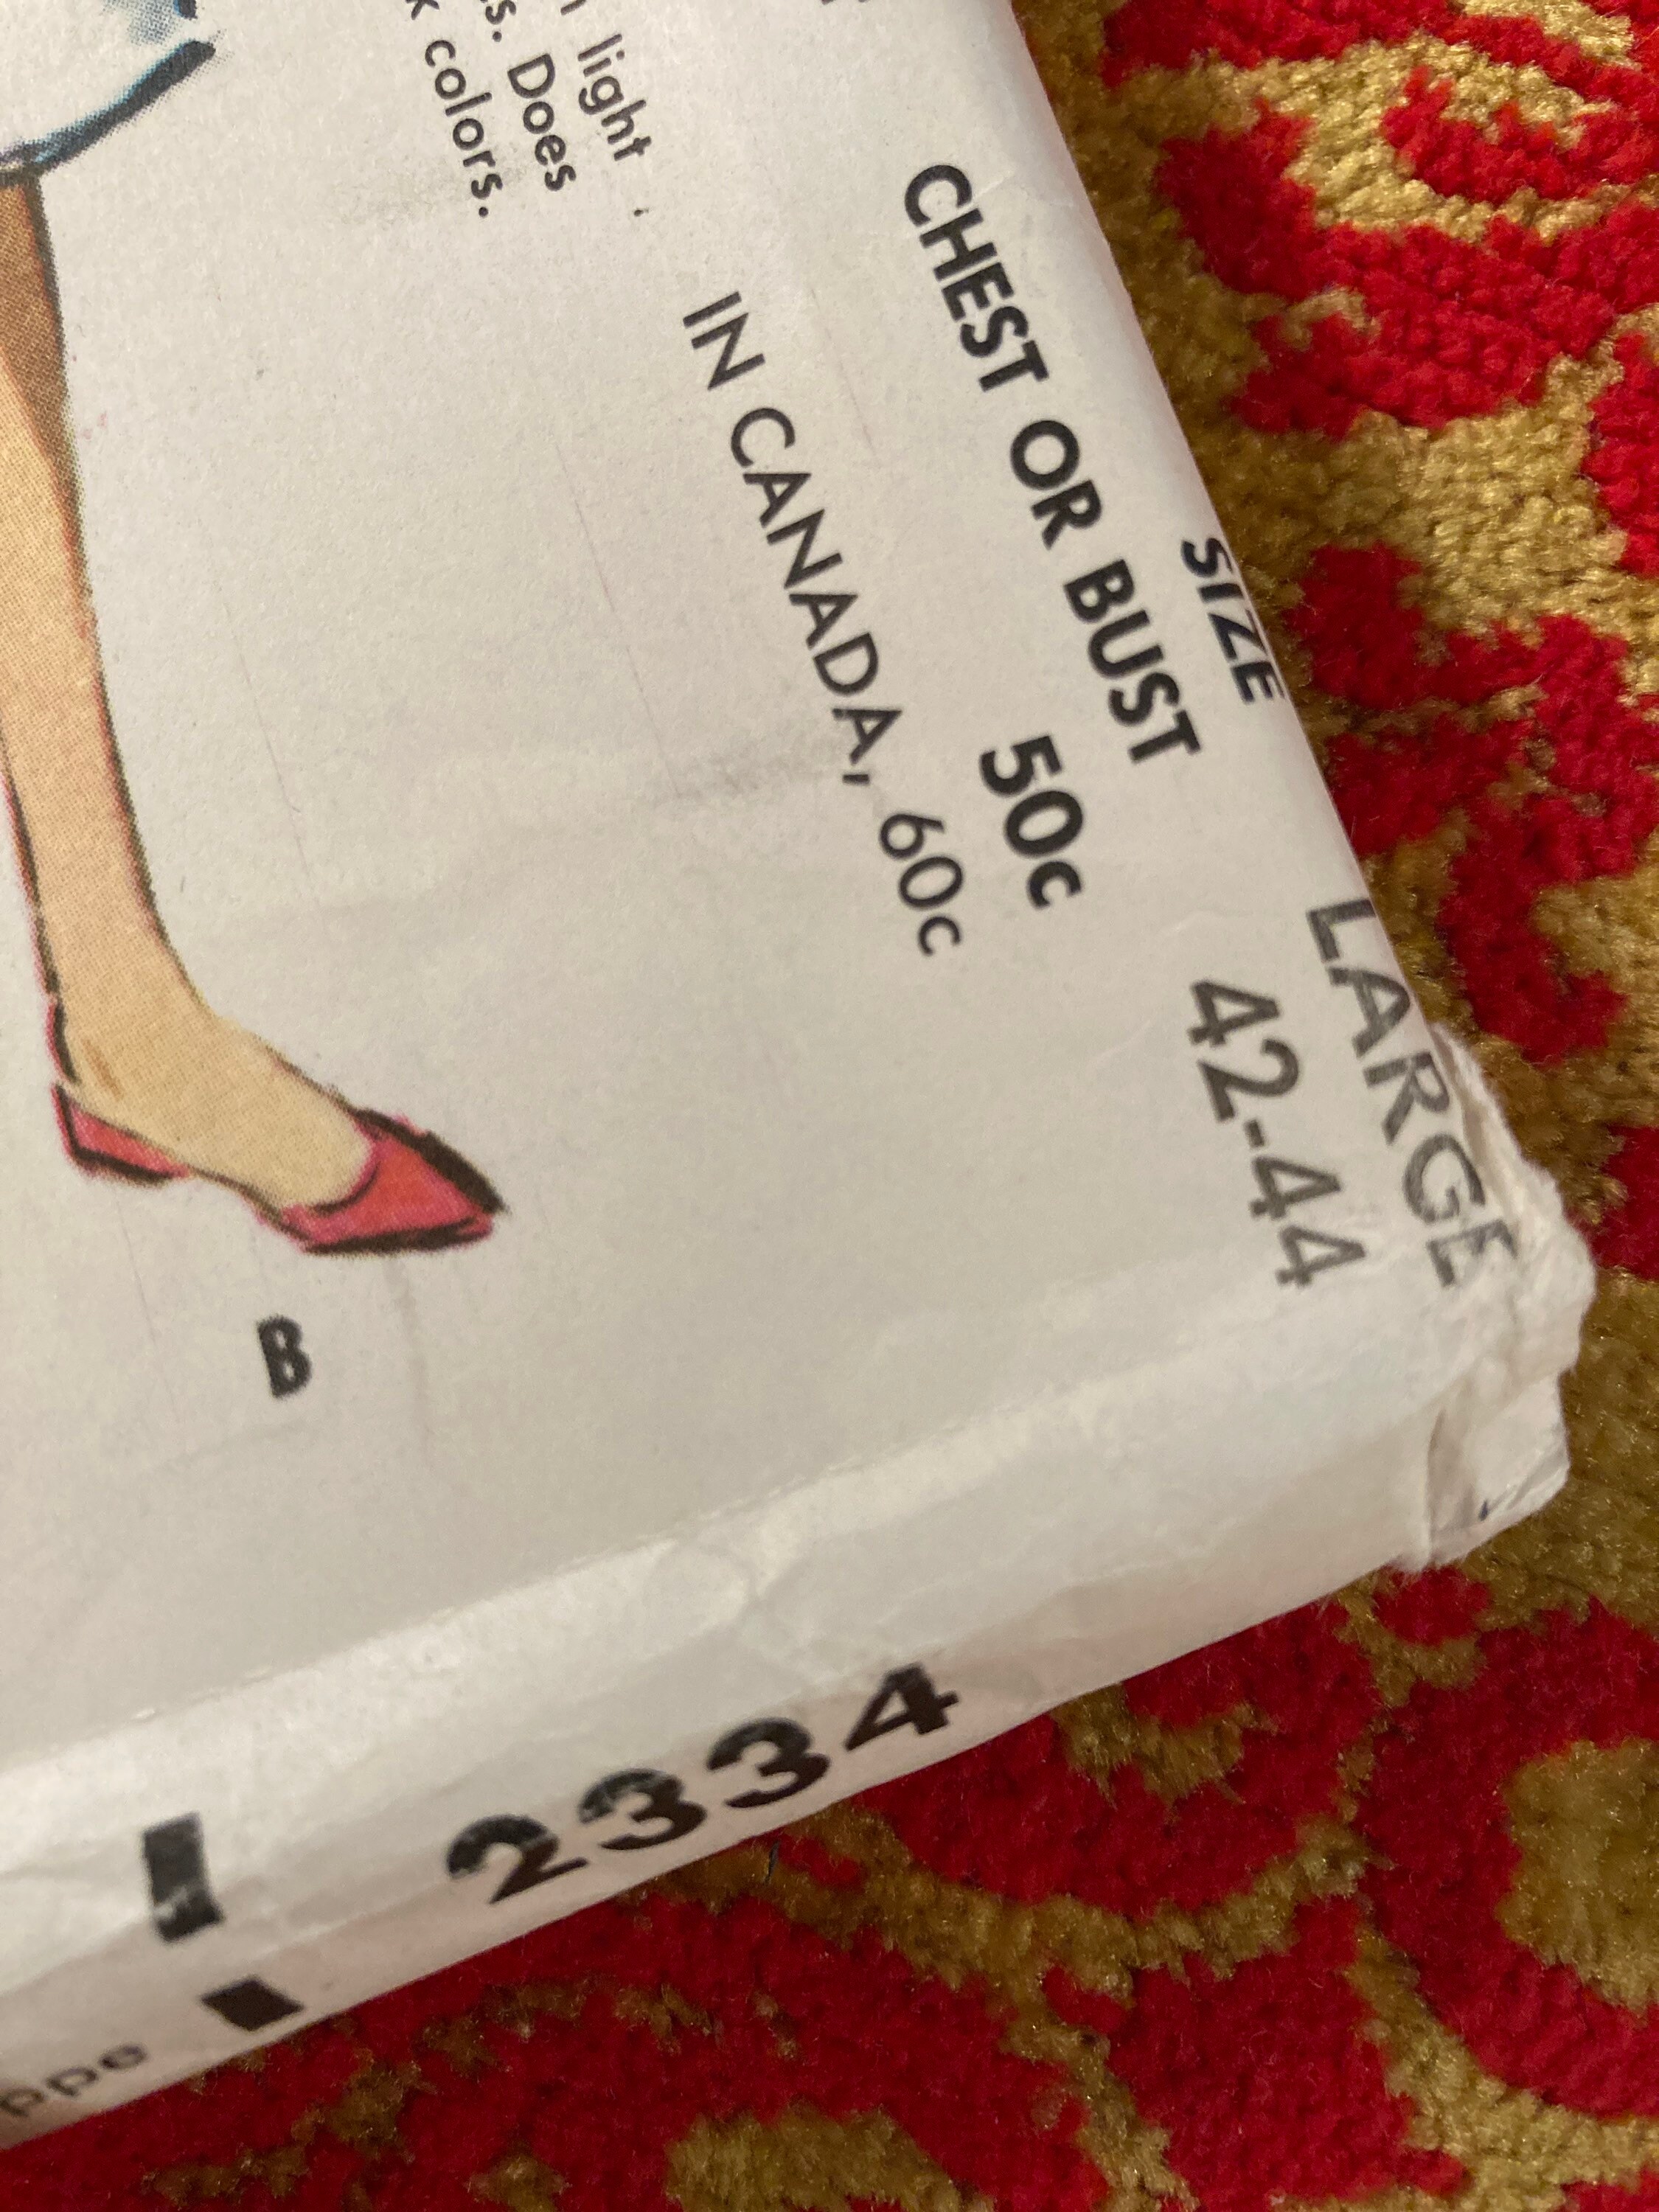 light
Does
colors.
SIZE LARGE
CHEST OR BUST 42-44
50c
IN CANADA, 60c
B
2334